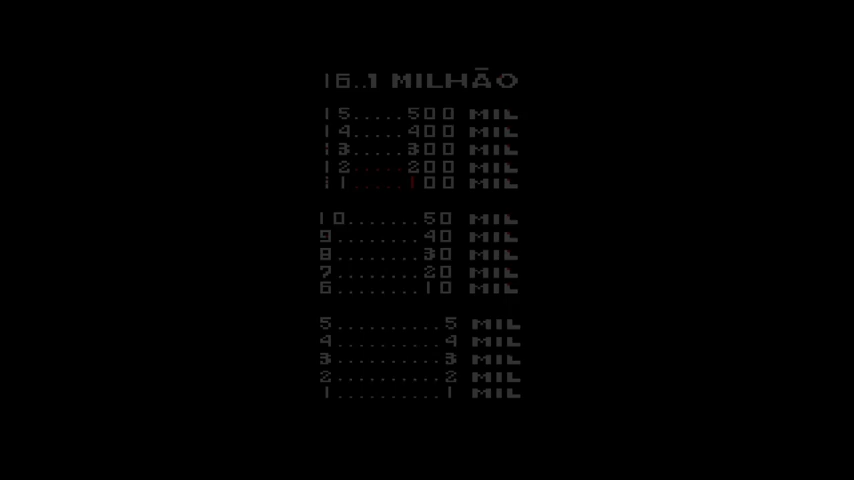 16..1 MILHÃO
15.....500 MIL
14.....400 MIL
13.....300 MIL
12.....200 MIL
11.....100 MIL
10.......50 MIL
9........40 MIL
8........30 MIL
7........20 MIL
6........10 MIL
5..........5 MIL
4..........4 MIL
3..........3 MIL
2..........2 MIL
1..........1 MIL